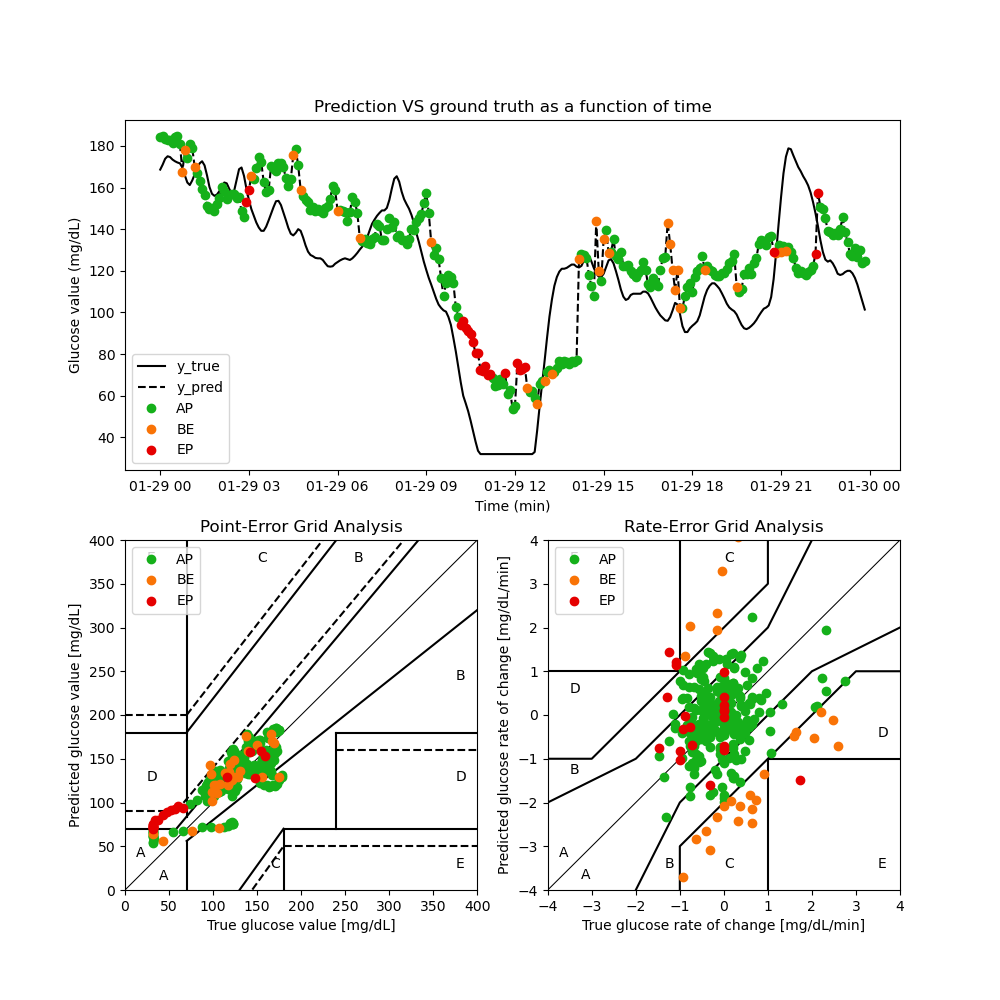 Prediction VS ground truth as a function of time
Glucose value (mg/dL)
180
160
140
120
100
80
60
40
y_true
y_pred
AP
BE
EP
01-29 00 01-29 03 01-29 06 01-29 09 01-29 12 01-29 15 01-29 18 01-29 21 01-30 00
Time (min)
Point-Error Grid Analysis
Predicted glucose value [mg/dL]
400
350
300
250
200
150
100
50
0
AP
BE
EP
C
B
B
D
D
A
A
C
E
0 50 100 150 200 250 300 350 400
True glucose value [mg/dL]
Rate-Error Grid Analysis
Predicted glucose rate of change [mg/dL/min]
4
3
2
1
0
−1
−2
−3
−4
AP
BE
EP
C
D
D
B
A
A
B
C
E
−4 −3 −2 −1 0 1 2 3 4
True glucose rate of change [mg/dL/min]